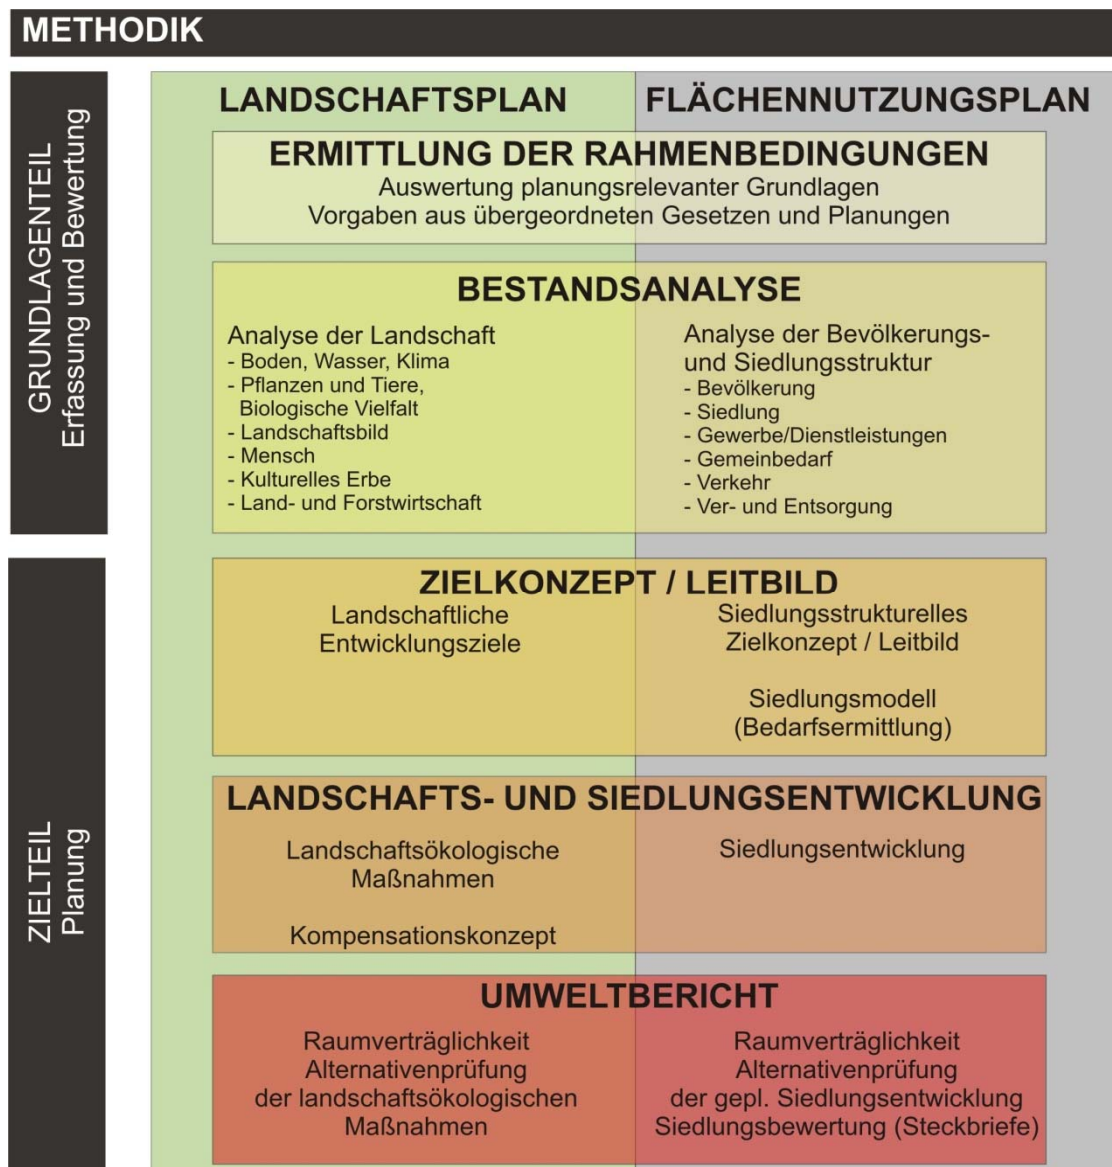 METHODIK
GRUNDLAGENTEIL
Erfassung und Bewertung
LANDSCHAFTSPLAN
FLÄCHENNUTZUNGSPLAN
ERMITTLUNG DER RAHMENBEDINGUNGEN
Auswertung planungsrelevanter Grundlagen
Vorgaben aus übergeordneten Gesetzen und Planungen
BESTANDSANALYSE
Analyse der Landschaft
- Boden, Wasser, Klima
- Pflanzen und Tiere,
Biologische Vielfalt
- Landschaftsbild
- Mensch
- Kulturelles Erbe
- Land- und Forstwirtschaft
Analyse der Bevölkerungs-
und Siedlungsstruktur
- Bevölkerung
- Siedlung
- Gewerbe/Dienstleistungen
- Gemeinbedarf
- Verkehr
- Ver- und Entsorgung
ZIELTEIL
Planung
ZIELKONZEPT / LEITBILD
Landschaftliche
Entwicklungsziele
Siedlungsstrukturelles
Zielkonzept / Leitbild
Siedlungsmodell
(Bedarfsermittlung)
LANDSCHAFTS- UND SIEDLUNGSENTWICKLUNG
Landschaftsökologische
Maßnahmen
Kompensationskonzept
Siedlungsentwicklung
UMWELTBERICHT
Raumverträglichkeit
Alternativenprüfung
der landschaftsökologischen
Maßnahmen
Raumverträglichkeit
Alternativenprüfung
der gepl. Siedlungsentwicklung
Siedlungsbewertung (Steckbriefe)